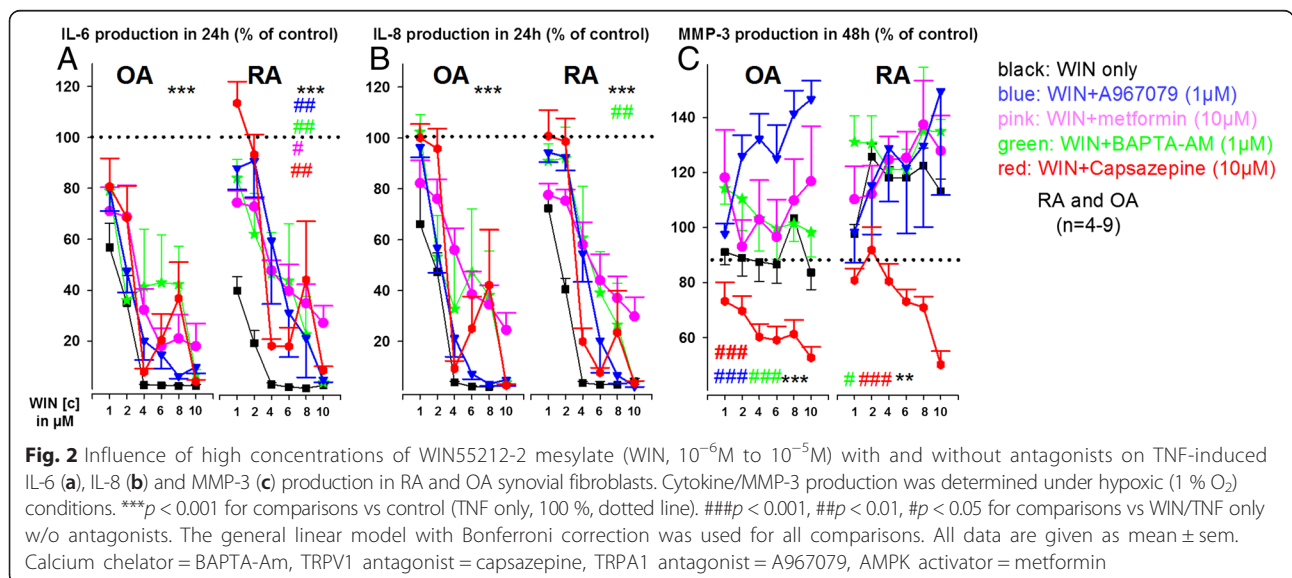 IL-6 production in 24h (% of control)
IL-8 production in 24h (% of control)
MMP-3 production in 48h (% of control)
A
OA
***
RA
***
##
##
#
##
120
100
80
60
40
20
WIN [c]
in µM
1 2 4 6 8 10
1 2 4 6 8 10
B
OA
***
RA
***
##
120
100
80
60
40
20
1 2 4 6 8 10
1 2 4 6 8 10
C
OA
RA
140
120
100
80
60
###
### ### ***
# ### **
1 2 4 6 8 10
1 2 4 6 8 10
black: WIN only
blue: WIN+A967079 (1µM)
pink: WIN+metformin (10µM)
green: WIN+BAPTA-AM (1µM)
red: WIN+Capsazepine (10µM)
RA and OA
(n=4-9)
Fig. 2 Influence of high concentrations of WIN55212-2 mesylate (WIN, 10⁻⁶M to 10⁻⁵M) with and without antagonists on TNF-induced
IL-6 (a), IL-8 (b) and MMP-3 (c) production in RA and OA synovial fibroblasts. Cytokine/MMP-3 production was determined under hypoxic (1 % O₂)
conditions. ***p < 0.001 for comparisons vs control (TNF only, 100 %, dotted line). ###p < 0.001, ##p < 0.01, #p < 0.05 for comparisons vs WIN/TNF only
w/o antagonists. The general linear model with Bonferroni correction was used for all comparisons. All data are given as mean ± sem.
Calcium chelator = BAPTA-Am, TRPV1 antagonist = capsazepine, TRPA1 antagonist = A967079, AMPK activator = metformin